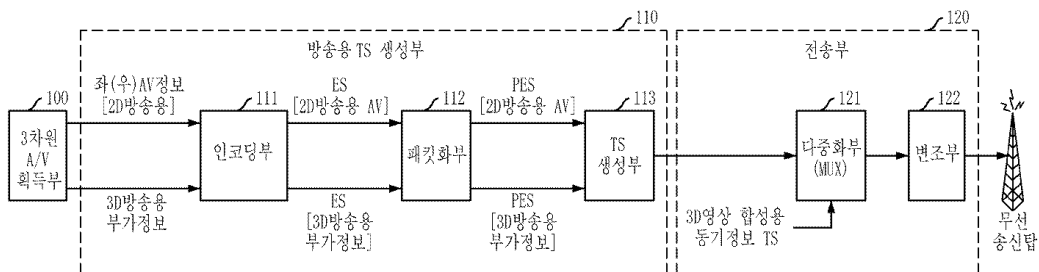 110
120
방송용 TS 생성부
전송부
100
3차원
A/V
획득부
좌(우)AV정보
[2D방송용]
3D방송용
부가정보
111
인코딩부
ES
[2D방송용 AV]
ES
[3D방송용
부가정보]
112
패킷화부
PES
[2D방송용 AV]
PES
[3D방송용
부가정보]
113
TS
생성부
121
다중화부
(MUX)
3D영상 합성용
동기정보 TS
122
변조부
무선
송신탑